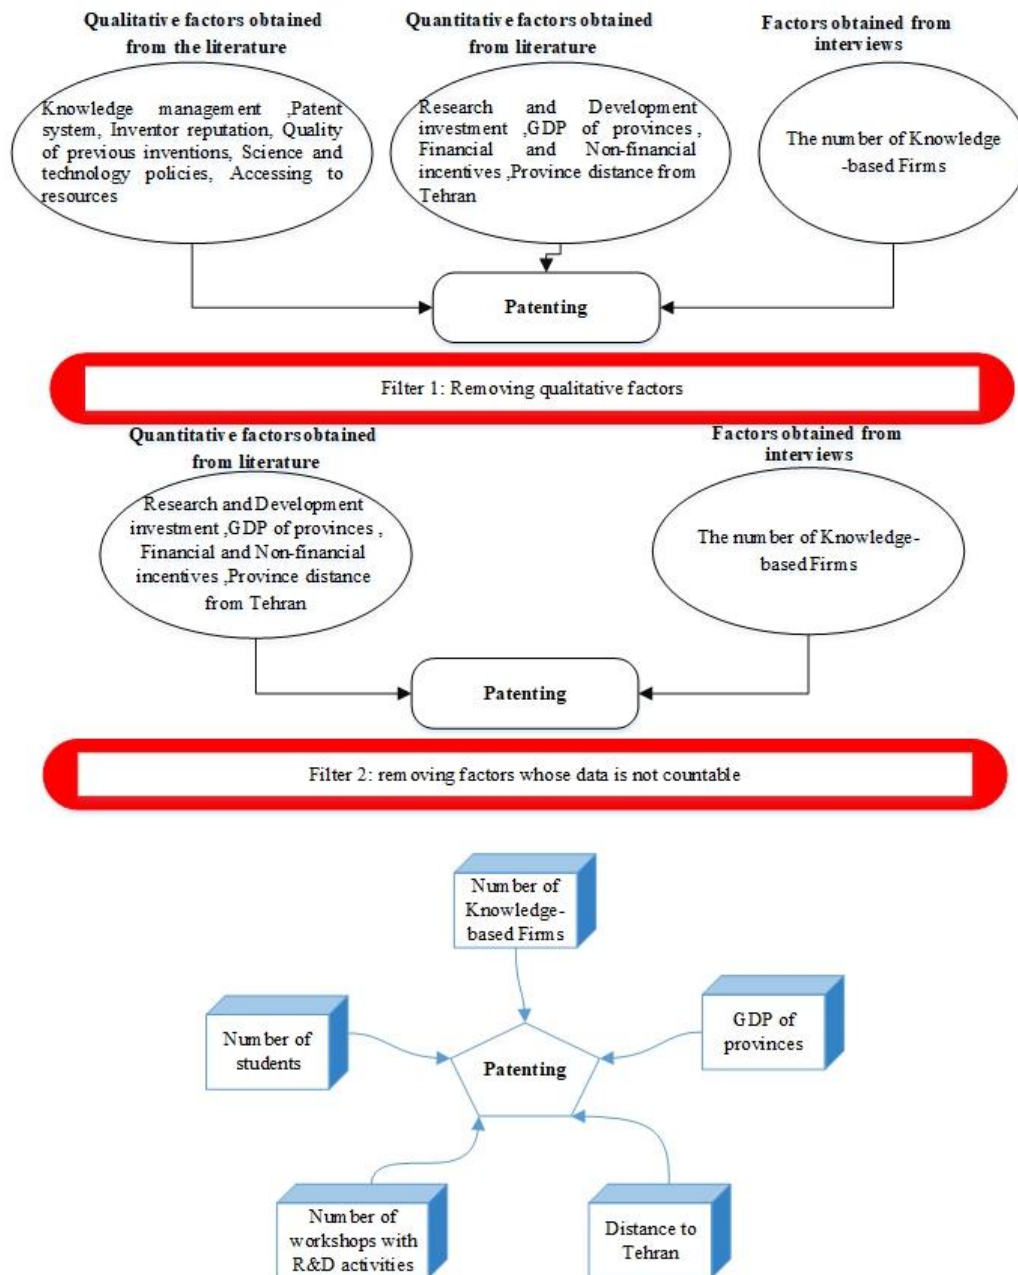 Qualitative factors obtained
from the literature
Quantitative factors obtained
from literature
Factors obtained from
interviews
Knowledge management ,Patent
system, Inventor reputation, Quality
of previous inventions, Science and
technology policies, Accessing to
resources
Research and Development
investment ,GDP of provinces ,
Financial and Non-financial
incentives ,Province distance from
Tehran
The number of Knowledge
-based Firms
Patenting
Filter 1: Removing qualitative factors
Quantitative factors obtained
from literature
Factors obtained from
interviews
Research and Development
investment ,GDP of provinces ,
Financial and Non-financial
incentives ,Province distance
from Tehran
The number of Knowledge-
based Firms
Patenting
Filter 2: removing factors whose data is not countable
Number of
Knowledge-
based Firms
Number of
students
GDP of
provinces
Patenting
Number of
workshops with
R&D activities
Distance to
Tehran